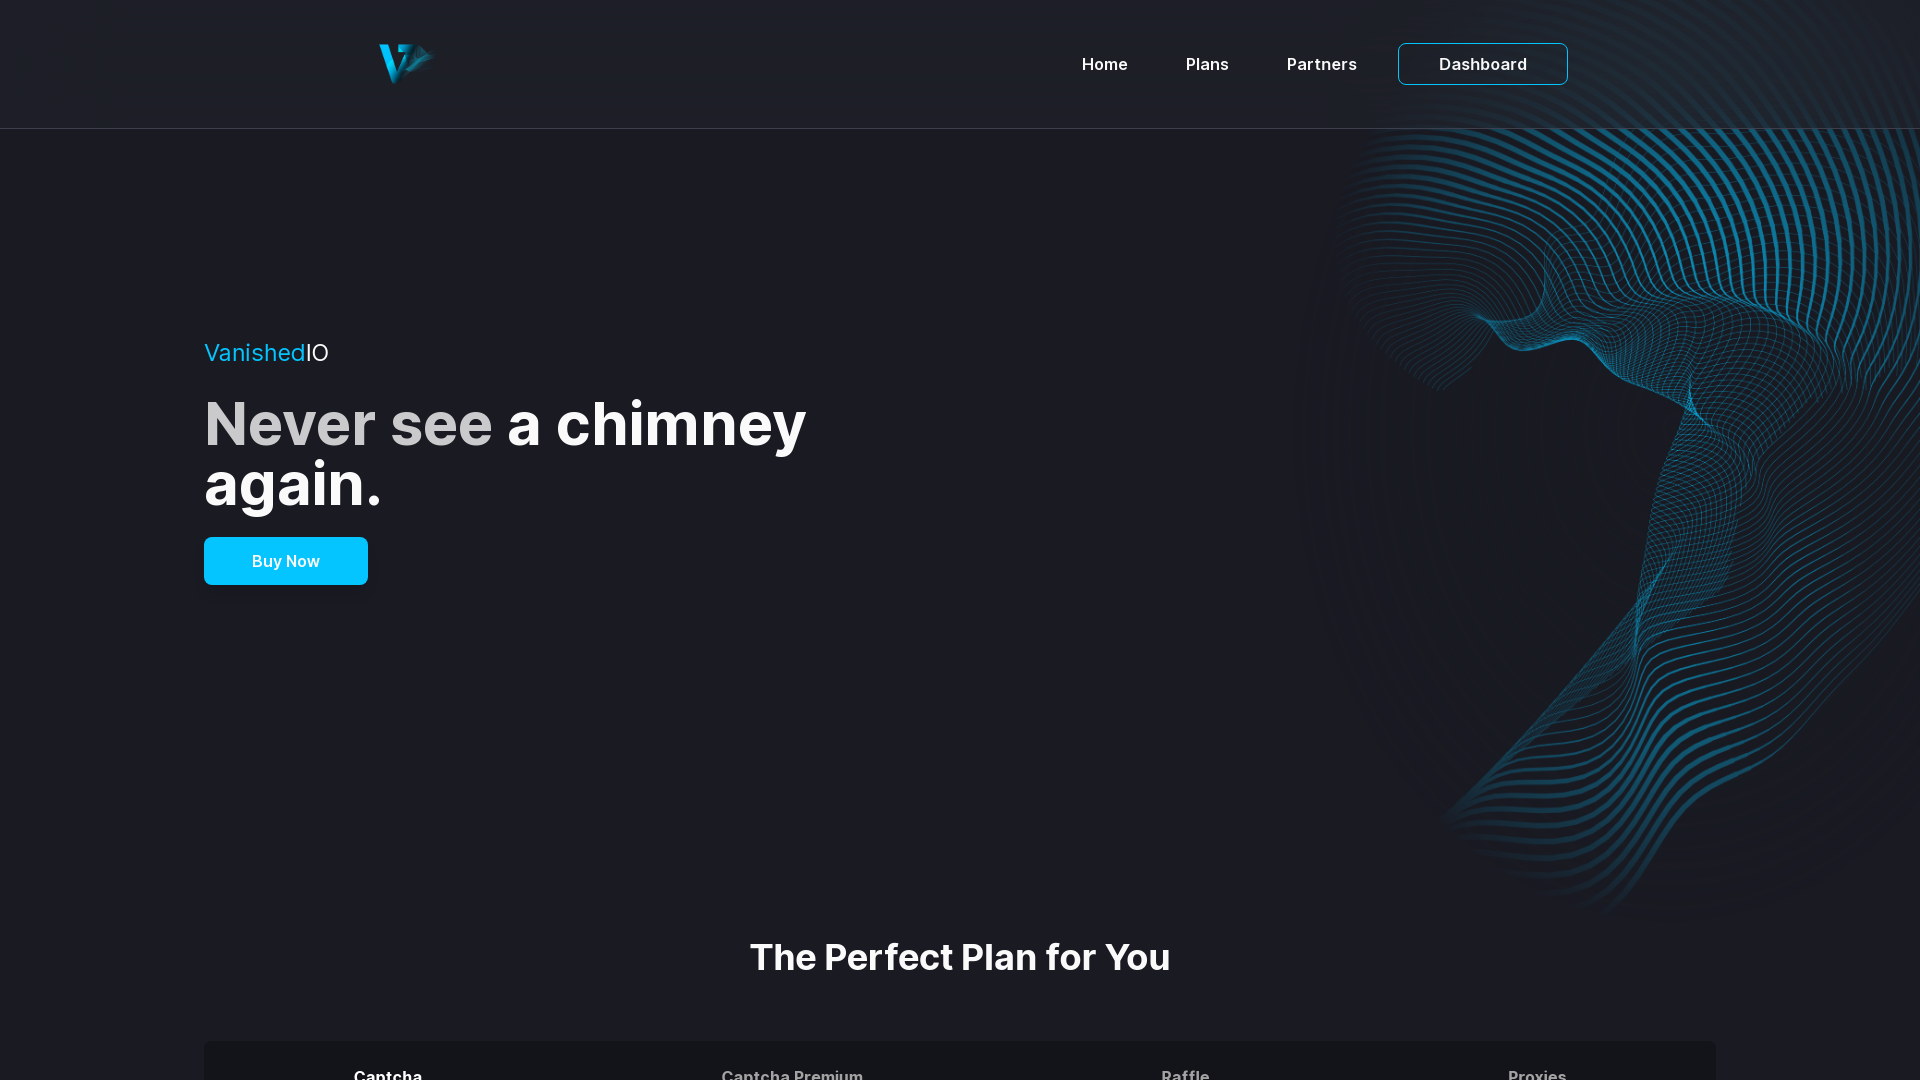 Home
Plans
Partners
Dashboard
VanishedIO
Never see a chimney
again.
Buy Now
The Perfect Plan for You
Captcha
Captcha Premium
Raffle
Proxies